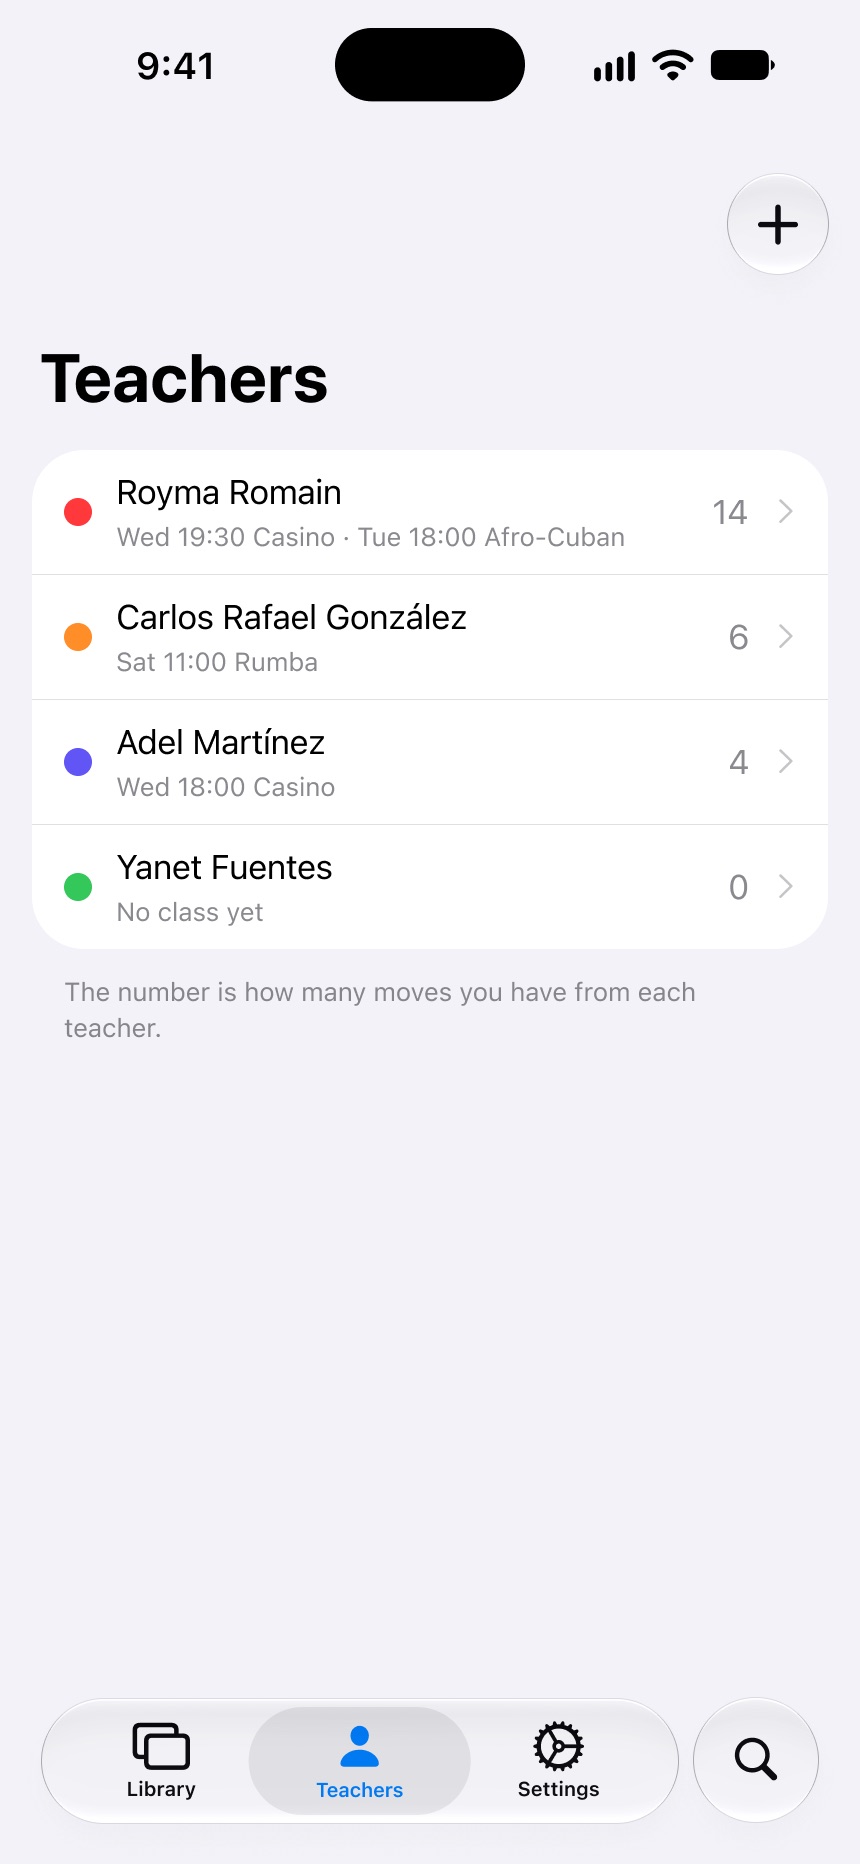 9:41
Teachers
Royma Romain
Wed 19:30 Casino · Tue 18:00 Afro-Cuban
14
Carlos Rafael González
Sat 11:00 Rumba
6
Adel Martínez
Wed 18:00 Casino
4
Yanet Fuentes
No class yet
0
The number is how many moves you have from each
teacher.
Library
Teachers
Settings